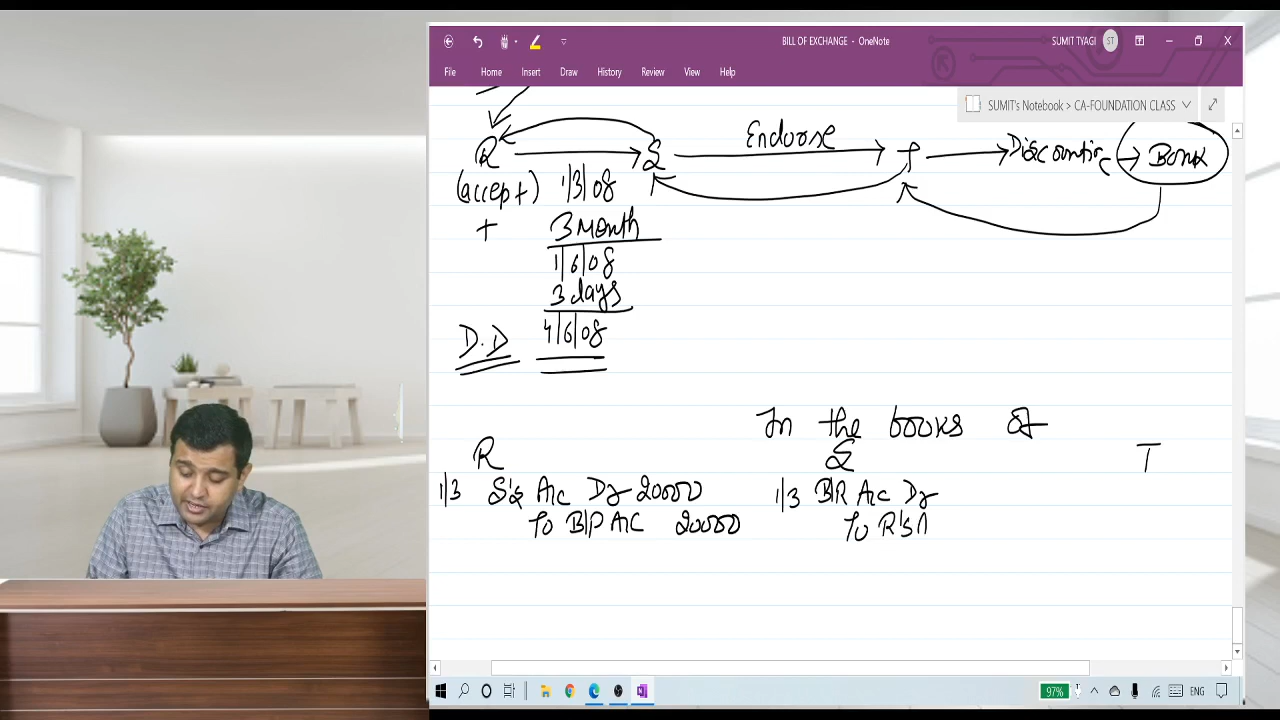 BILL OF EXCHANGE - OneNote
SUMIT TYAGI ST
File Home Insert Draw History Review View Help
SUMIT's Notebook > CA-FOUNDATION CLASS
R S Endorse T Discounting Bank
(accept) 1/3/08
+ 3 Month
1/6/08
3 days
D.D 4/6/08
In the books of
R S T
1/3 S's A/c Dr 20000 1/3 B/R A/c Dr
To B/P A/C 20000 To R's A
97% ENG